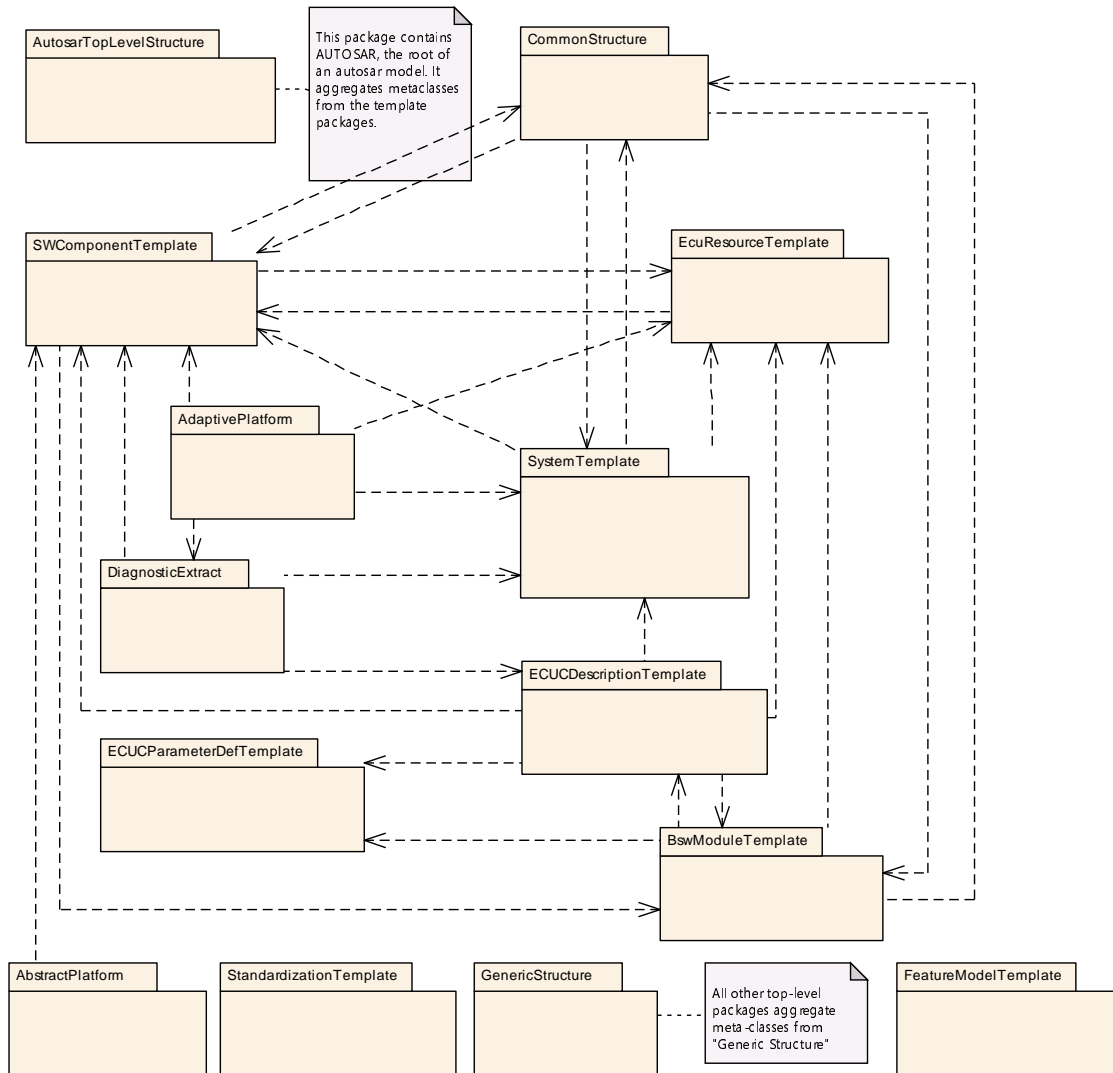 AutosarTopLevelStructure
This package contains
AUTOSAR, the root of
an autosar model. It
aggregates metaclasses
from the template
packages.
CommonStructure
SWComponentTemplate
EcuResourceTemplate
AdaptivePlatform
SystemTemplate
DiagnosticExtract
ECUCDescriptionTemplate
ECUCParameterDefTemplate
BswModuleTemplate
AbstractPlatform
StandardizationTemplate
GenericStructure
All other top-level
packages aggregate
meta-classes from
"Generic Structure"
FeatureModelTemplate